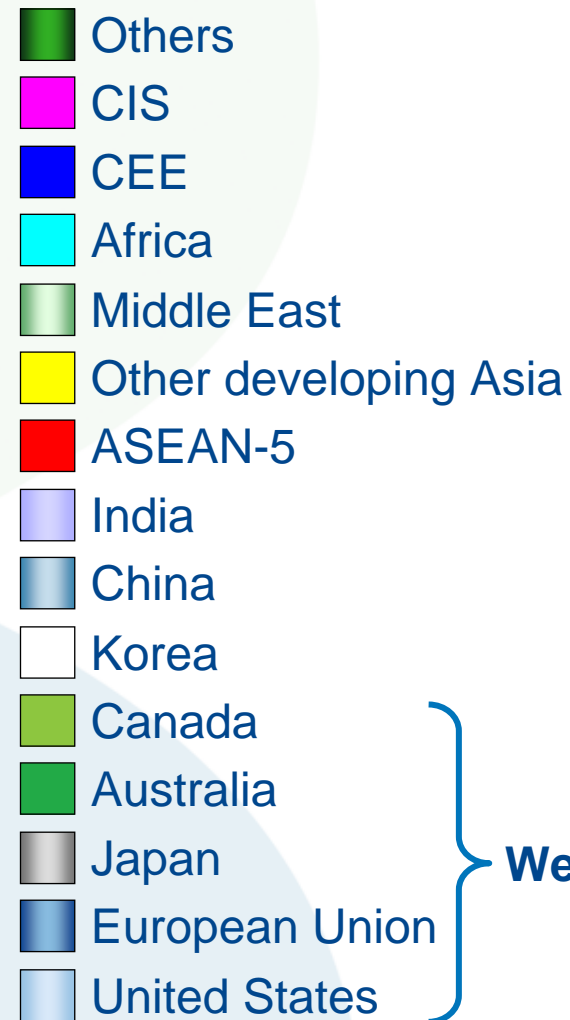 Others
CIS
CEE
Africa
Middle East
Other developing Asia
ASEAN-5
India
China
Korea
Canada
Australia
Japan
European Union
United States